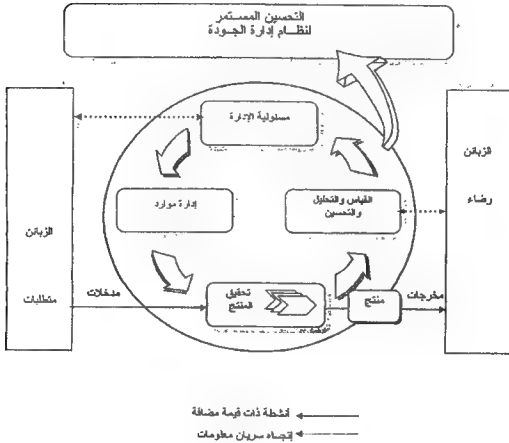 التحسين المستمر
لنظام إدارة الجودة
مسئولية الإدارة
الزبائن
رضاء
إدارة موارد
القياس والتحليل
والتحسين
الزبائن
متطلبات
مدخلات
تحقيق
المنتج
منتج
مخرجات
أنشطة ذات قيمة مضافة
إتجاه سريان معلومات